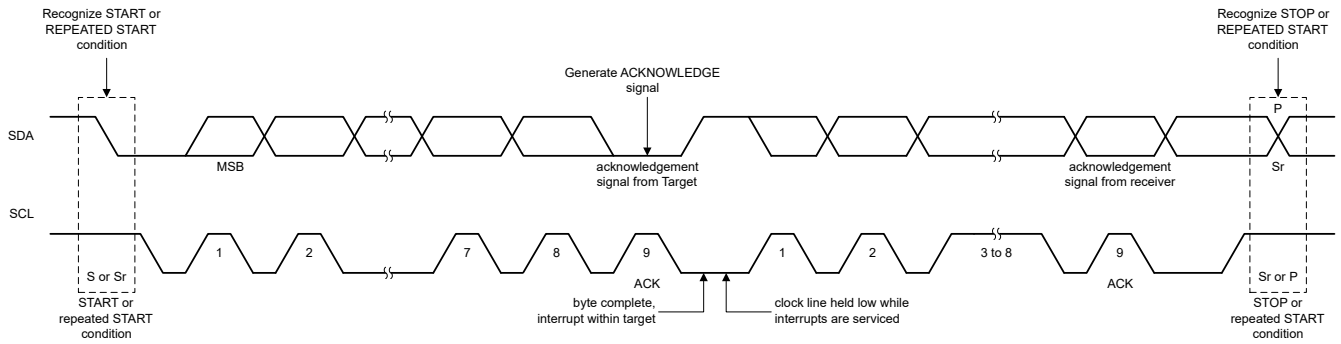 Recognize START or
REPEATED START
condition
Recognize STOP or
REPEATED START
condition
Generate ACKNOWLEDGE
signal
P
SDA
MSB
acknowledgement
signal from Target
acknowledgement
signal from receiver
Sr
SCL
1
2
7
8
9
1
2
3 to 8
9
S or Sr
ACK
ACK
Sr or P
START or
repeated START
condition
byte complete,
interrupt within target
clock line held low while
interrupts are serviced
STOP or
repeated START
condition